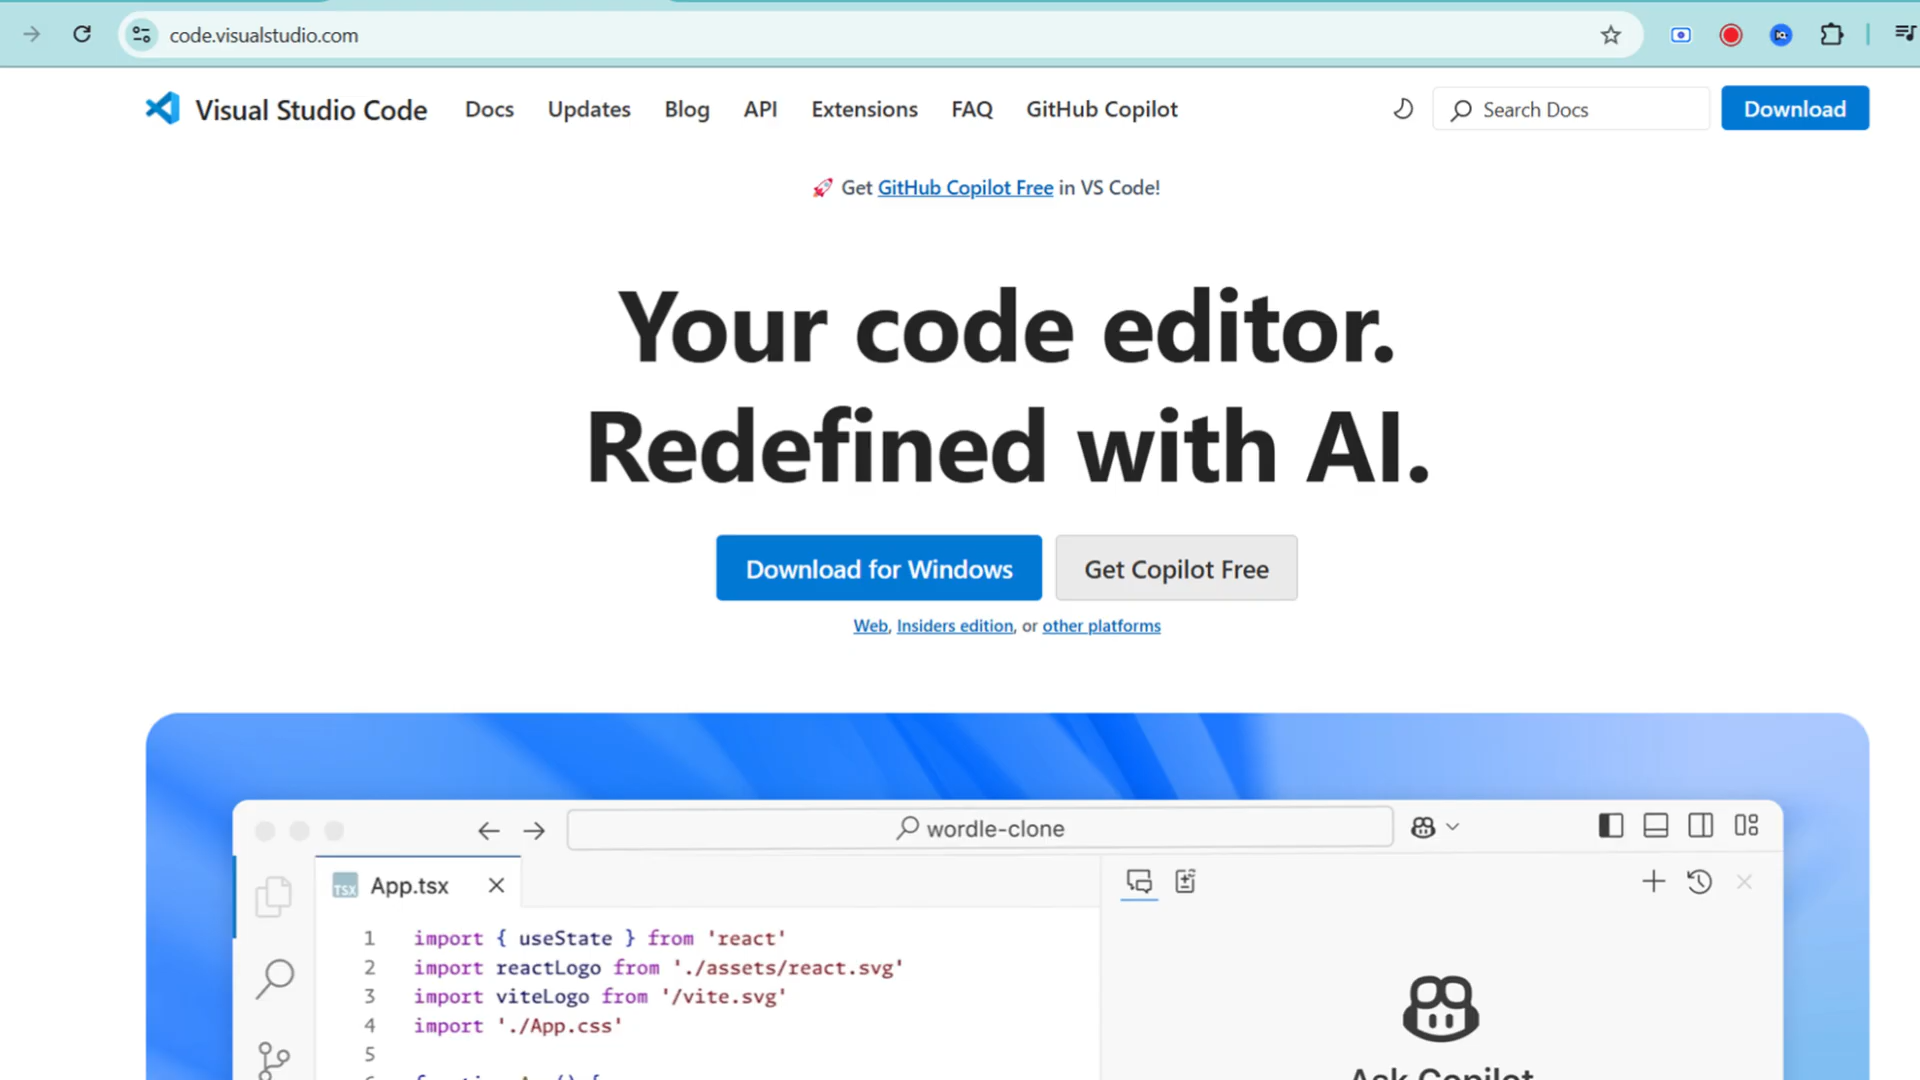 code.visualstudio.com
Visual Studio Code Docs Updates Blog API Extensions FAQ GitHub Copilot Search Docs Download
🚀 Get GitHub Copilot Free in VS Code!
Your code editor.
Redefined with AI.
Download for Windows Get Copilot Free
Web, Insiders edition, or other platforms
wordle-clone
TSX App.tsx
1 import { useState } from 'react'
2 import reactLogo from './assets/react.svg'
3 import viteLogo from '/vite.svg'
4 import './App.css'
5
Ask Copilot